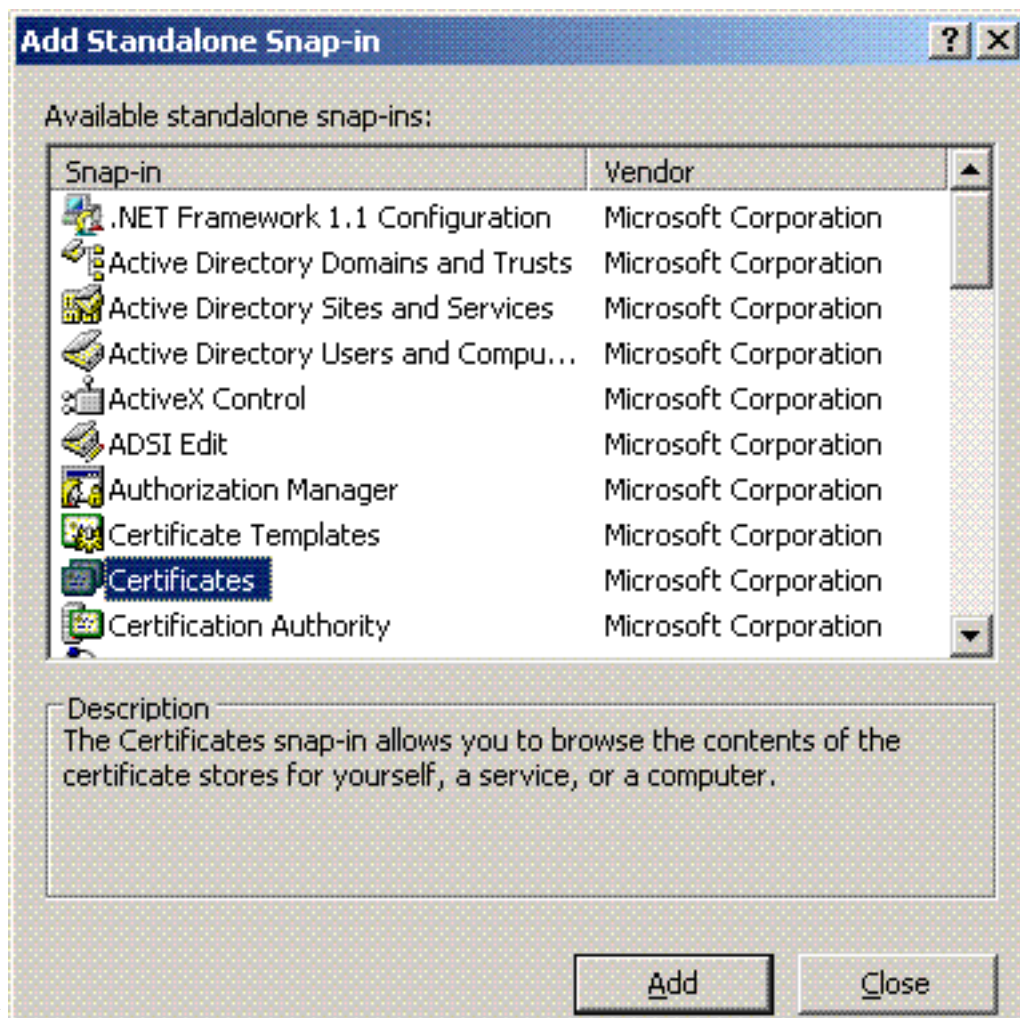 Add Standalone Snap-in
Available standalone snap-ins:
Snap-in Vendor
.NET Framework 1.1 Configuration Microsoft Corporation
Active Directory Domains and Trusts Microsoft Corporation
Active Directory Sites and Services Microsoft Corporation
Active Directory Users and Compu... Microsoft Corporation
ActiveX Control Microsoft Corporation
ADSI Edit Microsoft Corporation
Authorization Manager Microsoft Corporation
Certificate Templates Microsoft Corporation
Certificates Microsoft Corporation
Certification Authority Microsoft Corporation
Description
The Certificates snap-in allows you to browse the contents of the
certificate stores for yourself, a service, or a computer.
Add Close